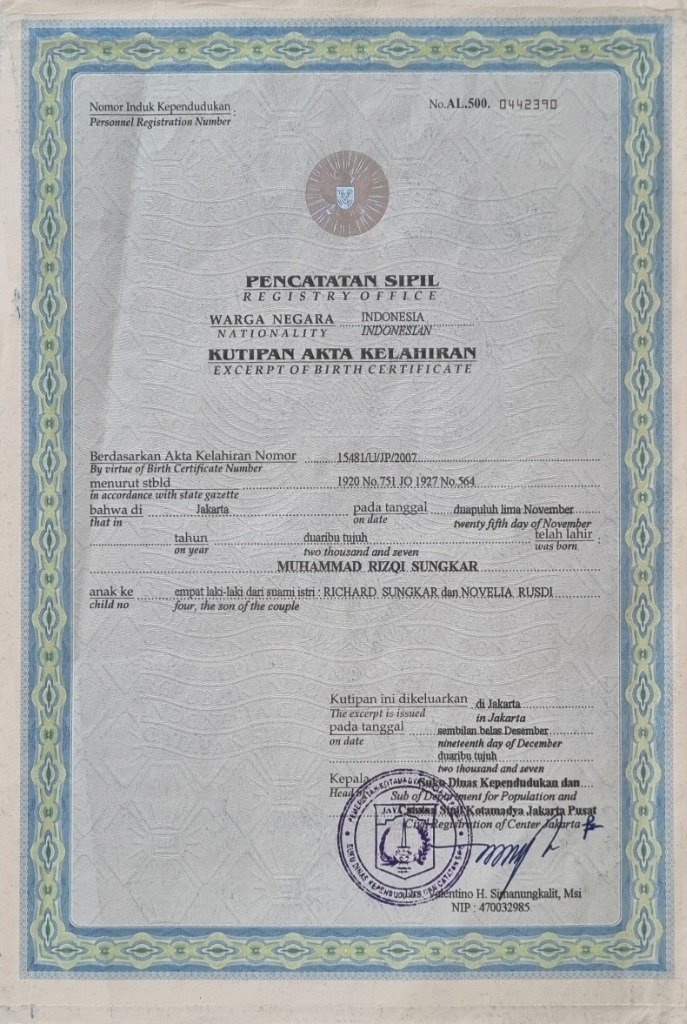 Nomor Induk Kependudukan :
Personnel Registration Number
No.AL.500. 0442390
PENCATATAN SIPIL
REGISTRY OFFICE
WARGA NEGARA INDONESIA
NATIONALITY INDONESIAN
KUTIPAN AKTA KELAHIRAN
EXCERPT OF BIRTH CERTIFICATE
Berdasarkan Akta Kelahiran Nomor 15481/U/JP/2007
By virtue of Birth Certificate Number
menurut stbld 1920 No.751 JO 1927 No.564
in accordance with state gazette
bahwa di Jakarta pada tanggal duapuluh lima November
that in on date twenty fifth day of November
tahun duaribu tujuh telah lahir :
on year two thousand and seven was born
MUHAMMAD RIZQI SUNGKAR
anak ke empat laki-laki dari suami istri : RICHARD SUNGKAR dan NOVELIA RUSDI
child no four, the son of the couple
Kutipan ini dikeluarkan di Jakarta
The excerpt is issued in Jakarta
pada tanggal sembilan belas Desember
on date nineteenth day of December
duaribu tujuh
two thousand and seven
Kepala Suku Dinas Kependudukan dan
Head Sub of Department for Population and
Catatan Sipil Kotamadya Jakarta Pusat
Civil Registration of Center Jakarta
JAYA
SUKU DINAS KEPENDUDUKAN DAN CATATAN SIPIL
Drs. Valentino H. Simanungkalit, Msi
NIP : 470032985